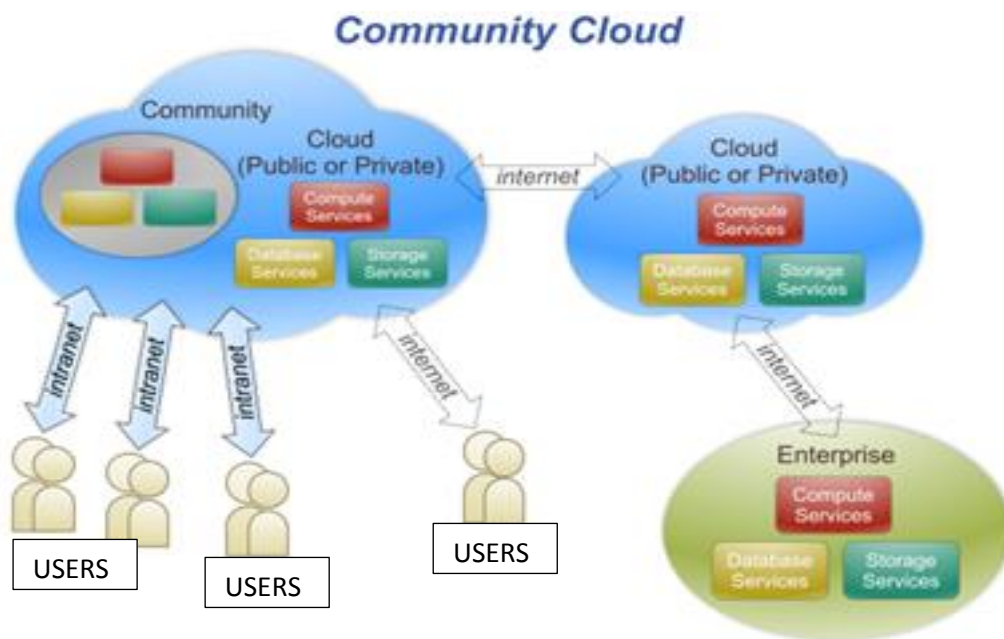 Community Cloud
Community
Cloud
(Public or Private)
Compute
Services
Database
Services
Storage
Services
internet
Cloud
(Public or Private)
Compute
Services
Database
Services
Storage
Services
intranet
intranet
intranet
internet
internet
Enterprise
Compute
Services
Database
Services
Storage
Services
USERS
USERS
USERS